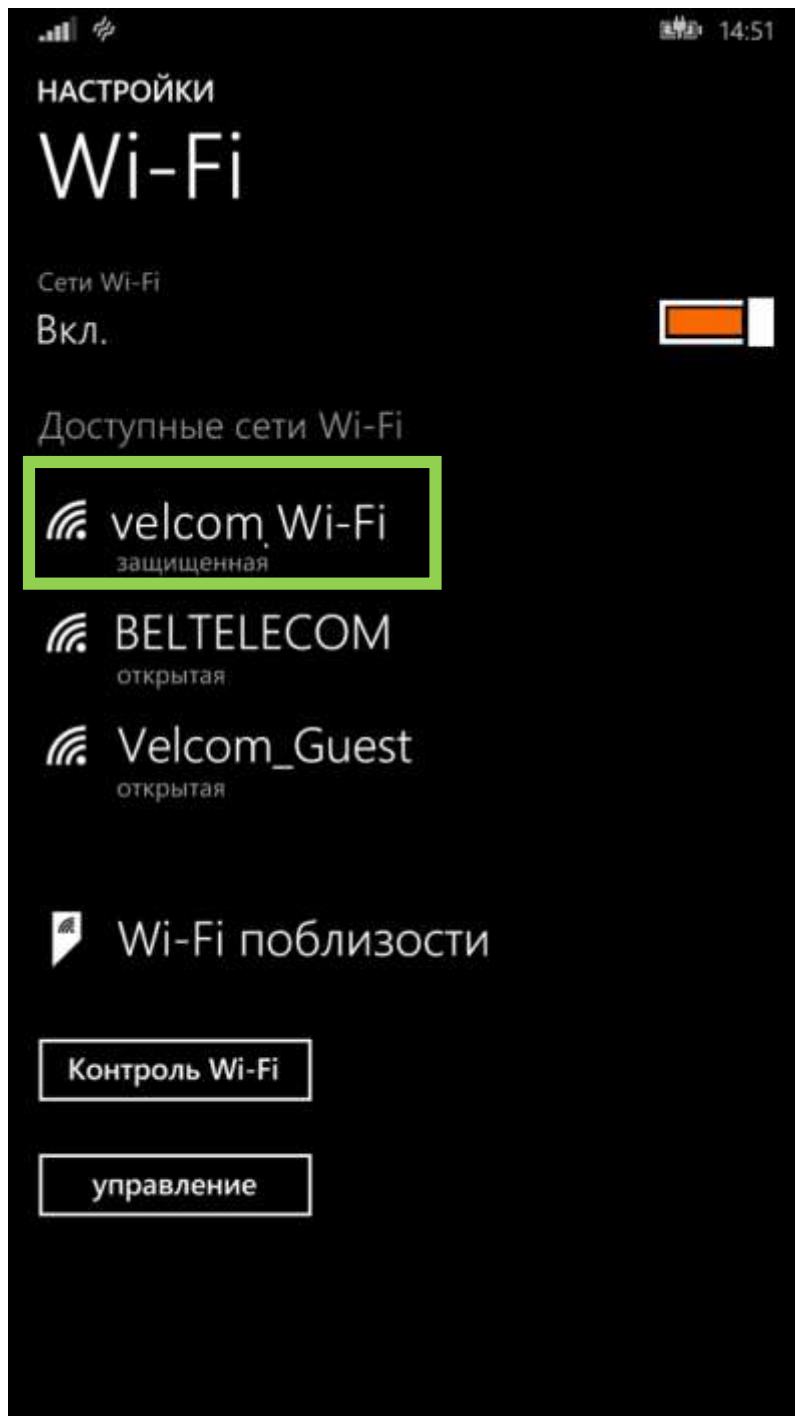 14:51
НАСТРОЙКИ
Wi-Fi
Сети Wi-Fi
Вкл.
Доступные сети Wi-Fi
velcom Wi-Fi
защищенная
BELTELECOM
открытая
Velcom_Guest
открытая
Wi-Fi поблизости
Контроль Wi-Fi
управление